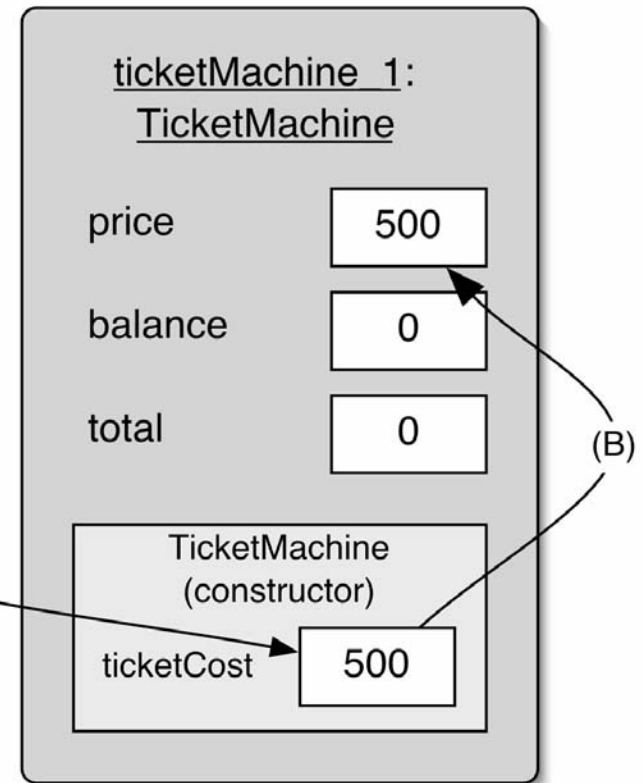 ticketMachine_1:
TicketMachine
price 500
balance 0
total 0
(B)
TicketMachine
(constructor)
ticketCost 500